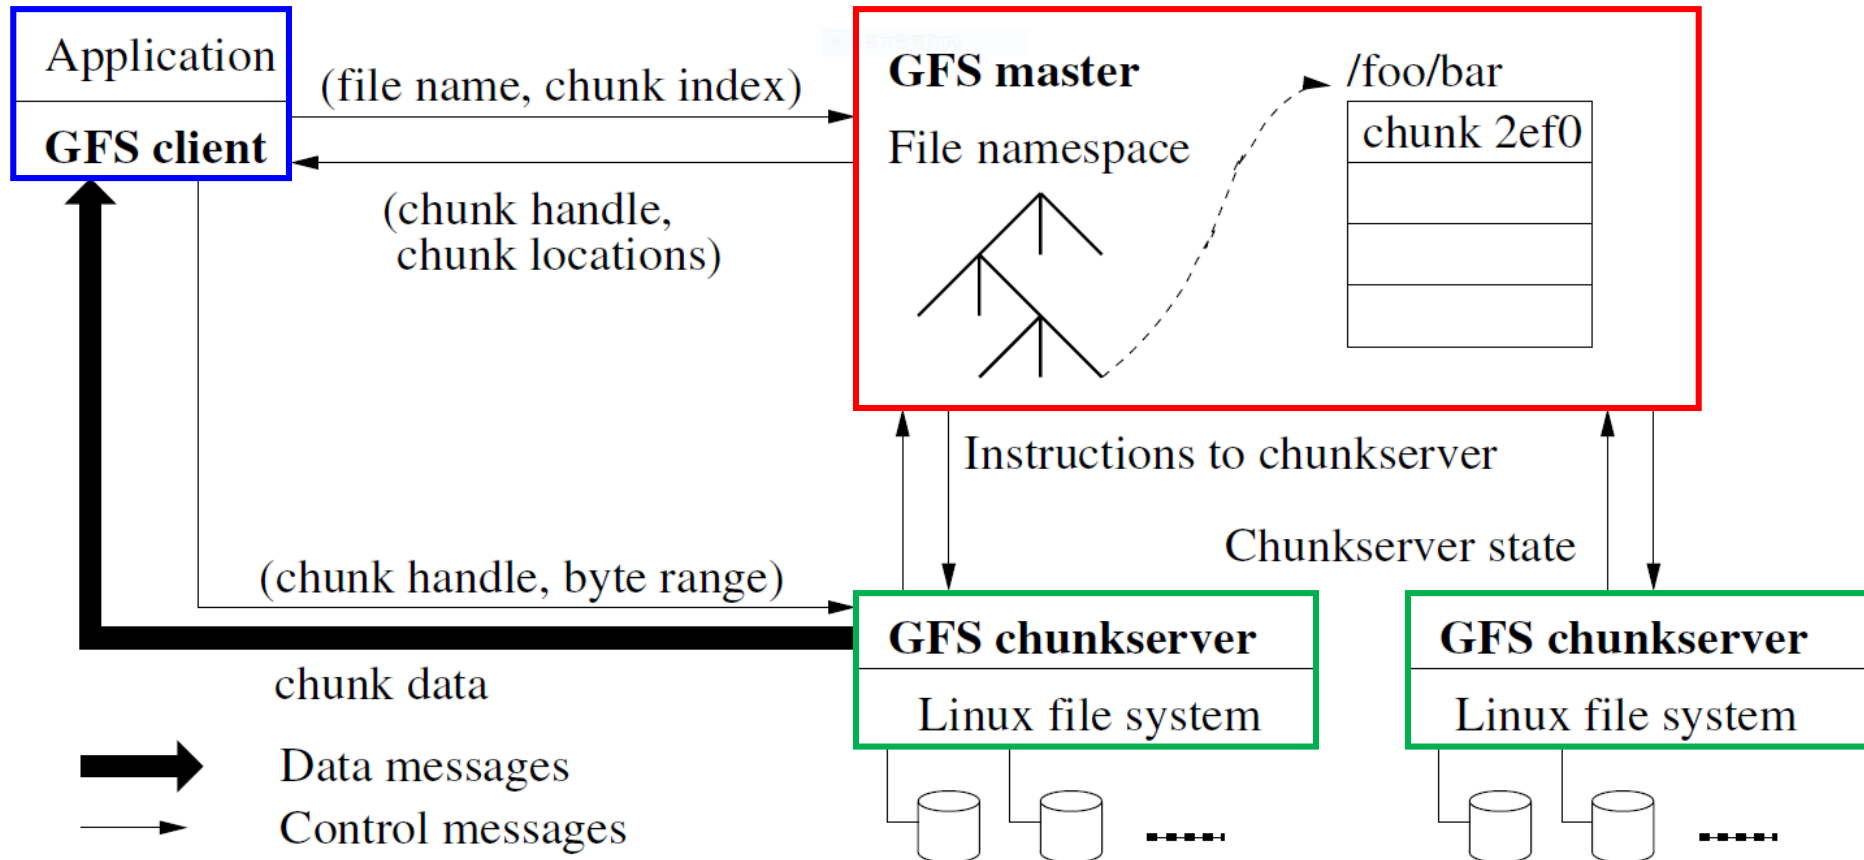 Application
GFS client
(file name, chunk index)
(chunk handle,
chunk locations)
GFS master
File namespace
/foo/bar
chunk 2ef0
Instructions to chunkserver
Chunkserver state
(chunk handle, byte range)
chunk data
GFS chunkserver
Linux file system
GFS chunkserver
Linux file system
Data messages
Control messages